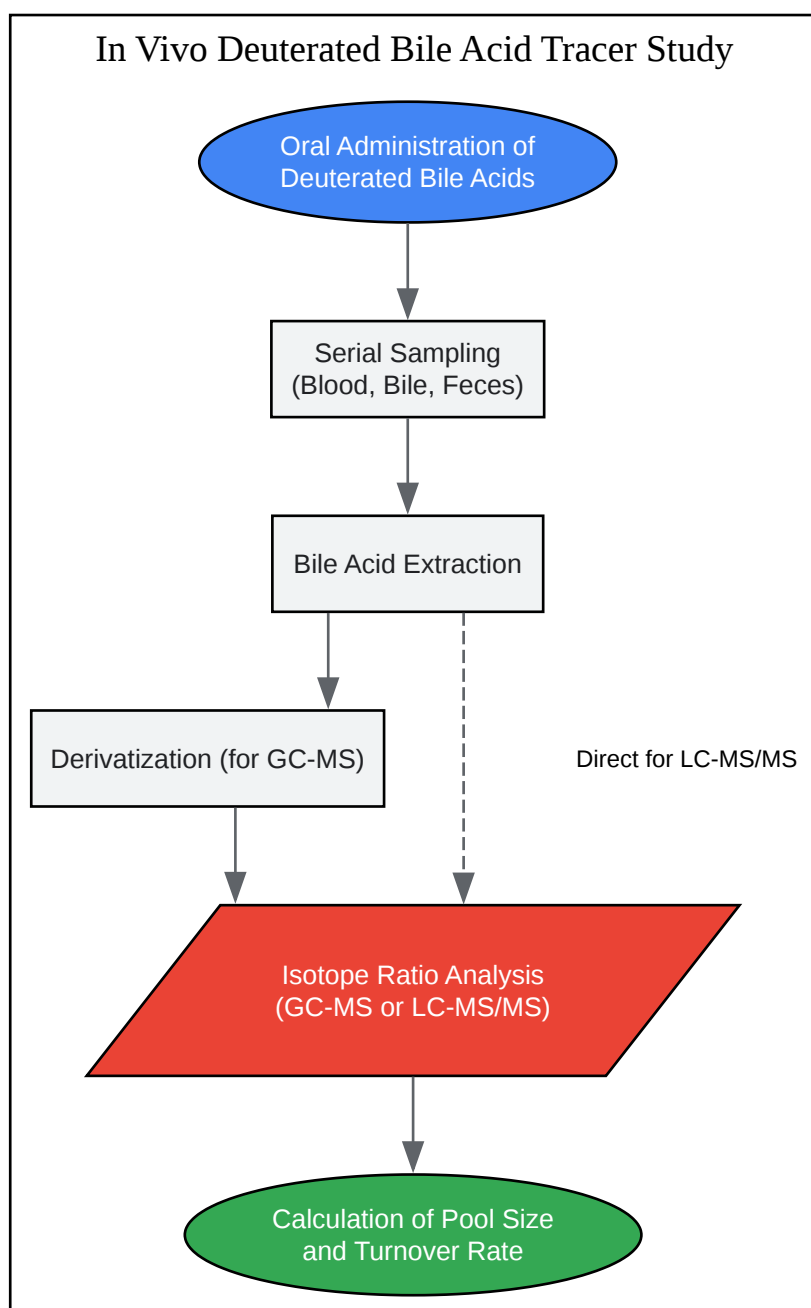 In Vivo Deuterated Bile Acid Tracer Study
Oral Administration of
Deuterated Bile Acids
Serial Sampling
(Blood, Bile, Feces)
Bile Acid Extraction
Derivatization (for GC-MS)
Direct for LC-MS/MS
Isotope Ratio Analysis
(GC-MS or LC-MS/MS)
Calculation of Pool Size
and Turnover Rate